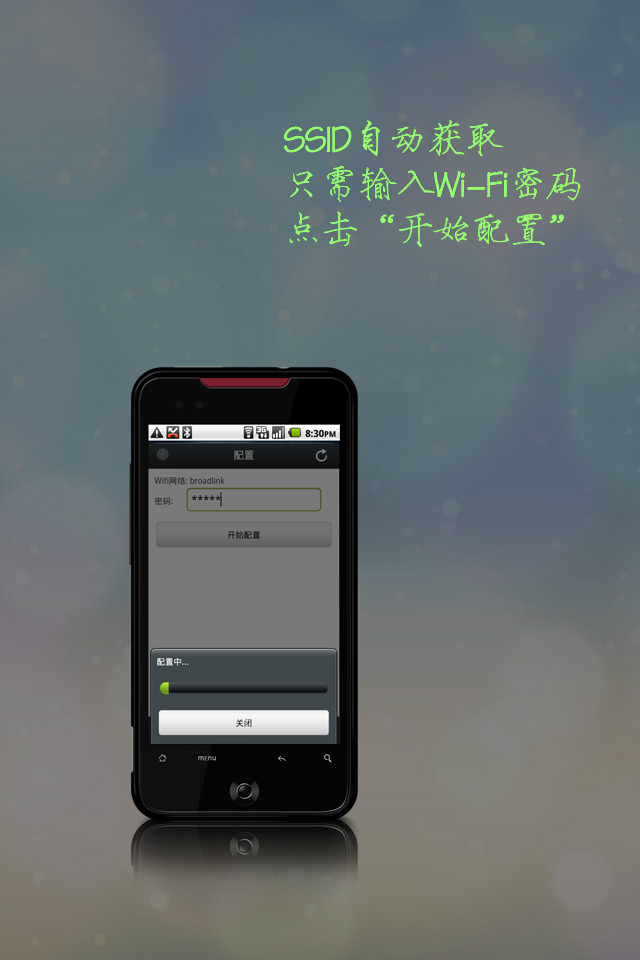 SSID自动获取
只需输入Wi-Fi密码
点击“开始配置”
3G
8:30PM
配置
Wifi网络: broadlink
密码: *****
开始配置
配置中...
关闭
menu